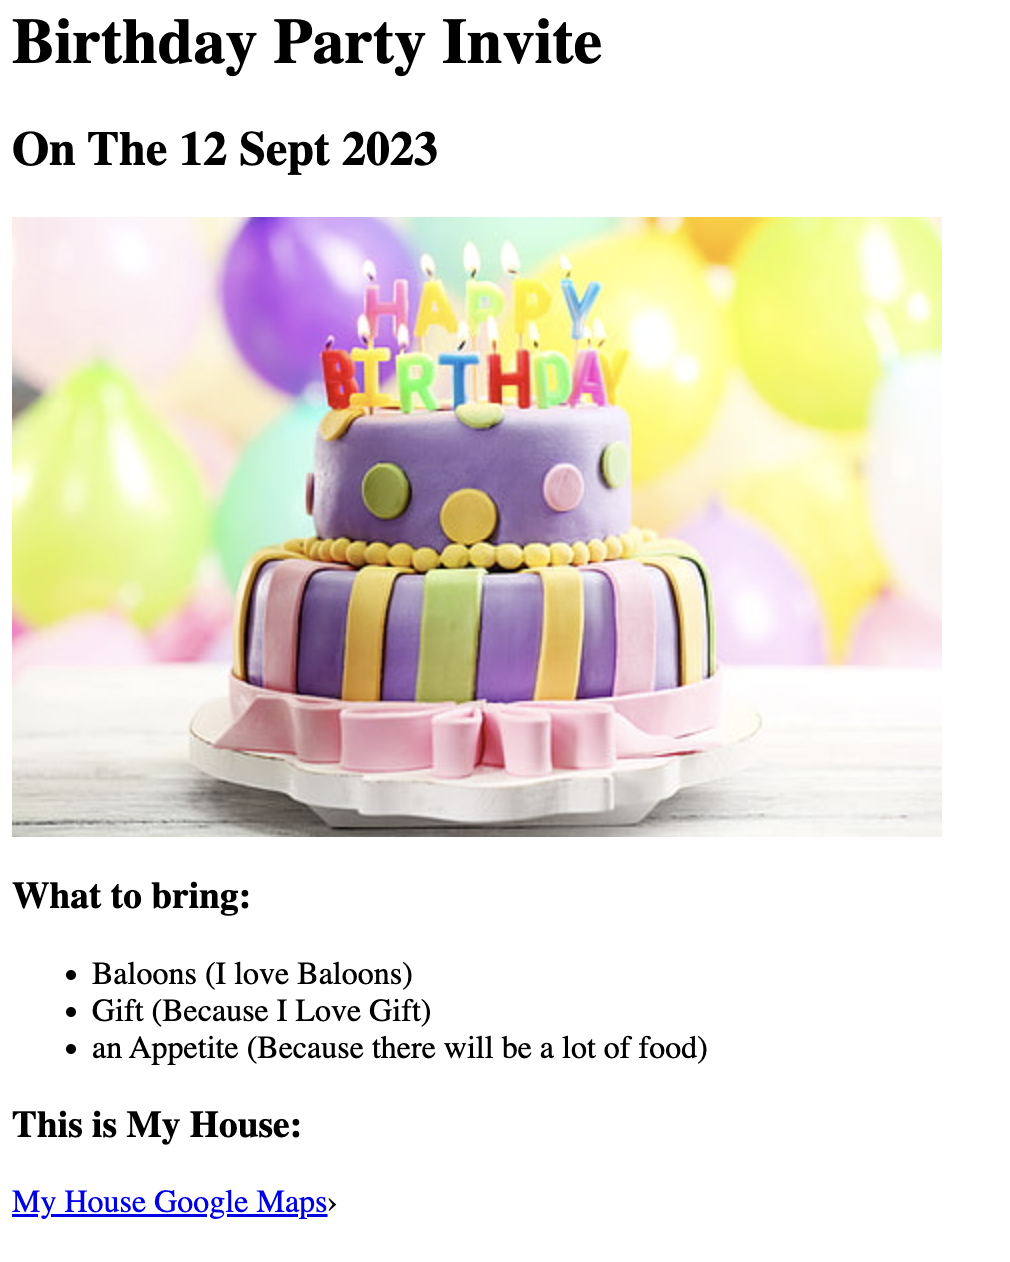 Birthday Party Invite
On The 12 Sept 2023
HAPPY
BIRTHDAY
What to bring:
• Baloons (I love Baloons)
• Gift (Because I Love Gift)
• an Appetite (Because there will be a lot of food)
This is My House:
My House Google Maps›